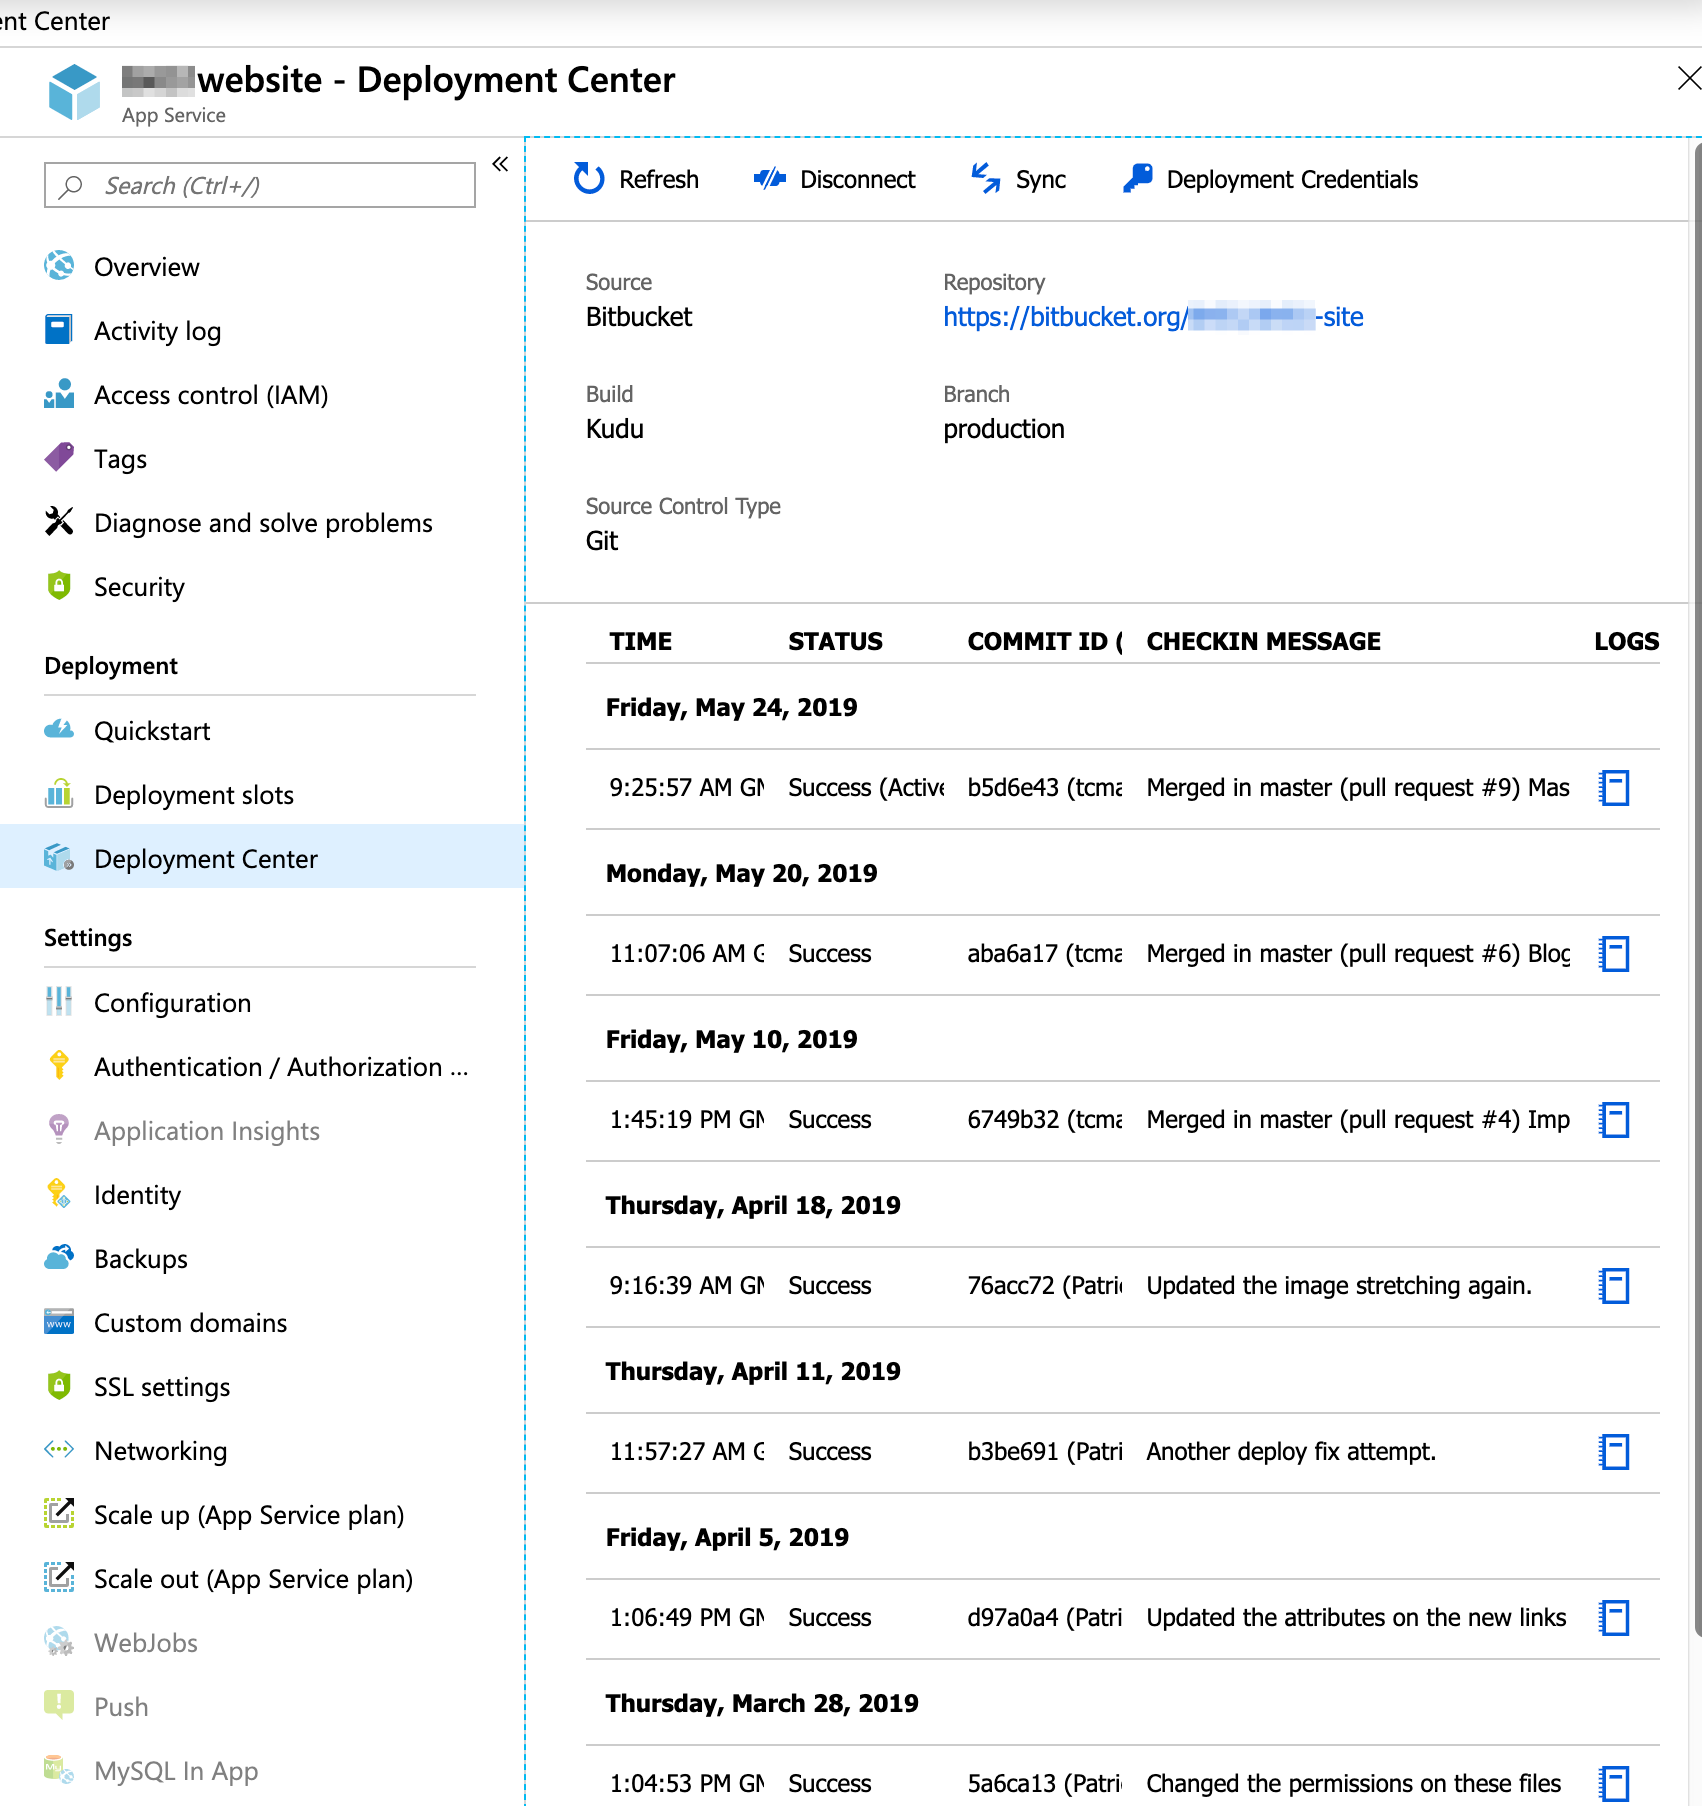 ent Center
website - Deployment Center
App Service
Search (Ctrl+/)
Overview
Activity log
Access control (IAM)
Tags
Diagnose and solve problems
Security
Deployment
Quickstart
Deployment slots
Deployment Center
Settings
Configuration
Authentication / Authorization ...
Application Insights
Identity
Backups
Custom domains
SSL settings
Networking
Scale up (App Service plan)
Scale out (App Service plan)
WebJobs
Push
MySQL In App
Refresh Disconnect Sync Deployment Credentials
Source Repository
Bitbucket https://bitbucket.org/ -site
Build Branch
Kudu production
Source Control Type
Git
TIME STATUS COMMIT ID ( CHECKIN MESSAGE LOGS
Friday, May 24, 2019
9:25:57 AM GM Success (Active b5d6e43 (tcma Merged in master (pull request #9) Mas
Monday, May 20, 2019
11:07:06 AM G Success aba6a17 (tcma Merged in master (pull request #6) Blog
Friday, May 10, 2019
1:45:19 PM GM Success 6749b32 (tcma Merged in master (pull request #4) Imp
Thursday, April 18, 2019
9:16:39 AM GM Success 76acc72 (Patric Updated the image stretching again.
Thursday, April 11, 2019
11:57:27 AM G Success b3be691 (Patri Another deploy fix attempt.
Friday, April 5, 2019
1:06:49 PM GM Success d97a0a4 (Patri Updated the attributes on the new links
Thursday, March 28, 2019
1:04:53 PM GM Success 5a6ca13 (Patric Changed the permissions on these files